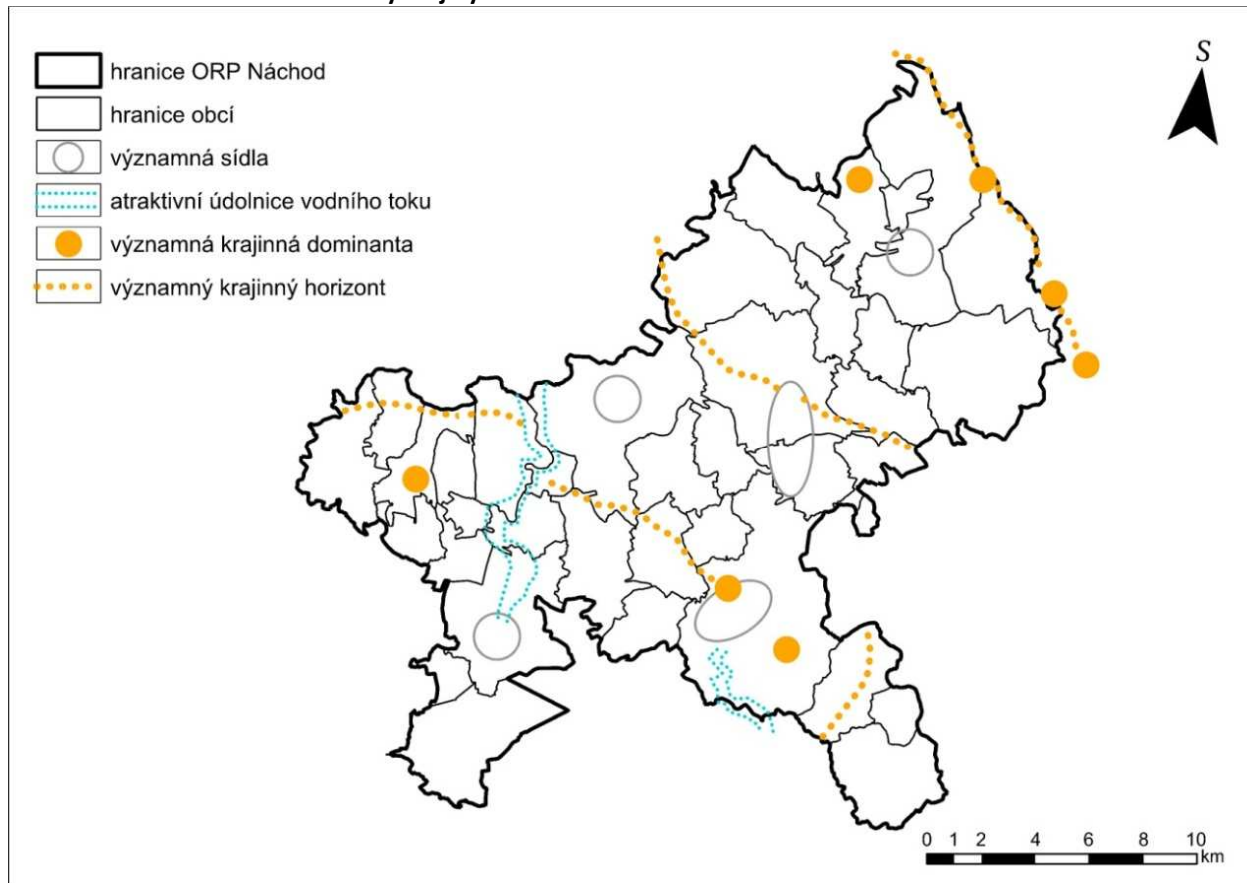 hranice ORP Náchod
hranice obcí
významná sídla
atraktivní údolnice vodního toku
významná krajinná dominanta
významný krajinný horizont
S
0 1 2 4 6 8 10
km